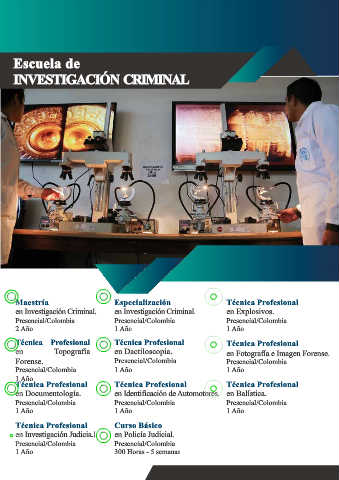 Escuela de
INVESTIGACIÓN CRIMINAL
Maestría
en Investigación Criminal.
Presencial/Colombia
2 Año
Especialización
en Investigación Criminal.
Presencial/Colombia
1 Año
Técnica Profesional
en Explosivos.
Presencial/Colombia
1 Año
Técnica Profesional
en Topografía
Forense.
Presencial/Colombia
1 Año
Técnica Profesional
en Dactiloscopia.
Presencial/Colombia
1 Año
Técnica Profesional
en Fotografía e Imagen Forense.
Presencial/Colombia
1 Año
Técnica Profesional
en Documentología.
Presencial/Colombia
1 Año
Técnica Profesional
en Identificación de Automotores.
Presencial/Colombia
1 Año
Técnica Profesional
en Balística.
Presencial/Colombia
1 Año
Técnica Profesional
en Investigación Judicial.
Presencial/Colombia
1 Año
Curso Básico
en Policía Judicial.
Presencial/Colombia
300 Horas - 5 semanas